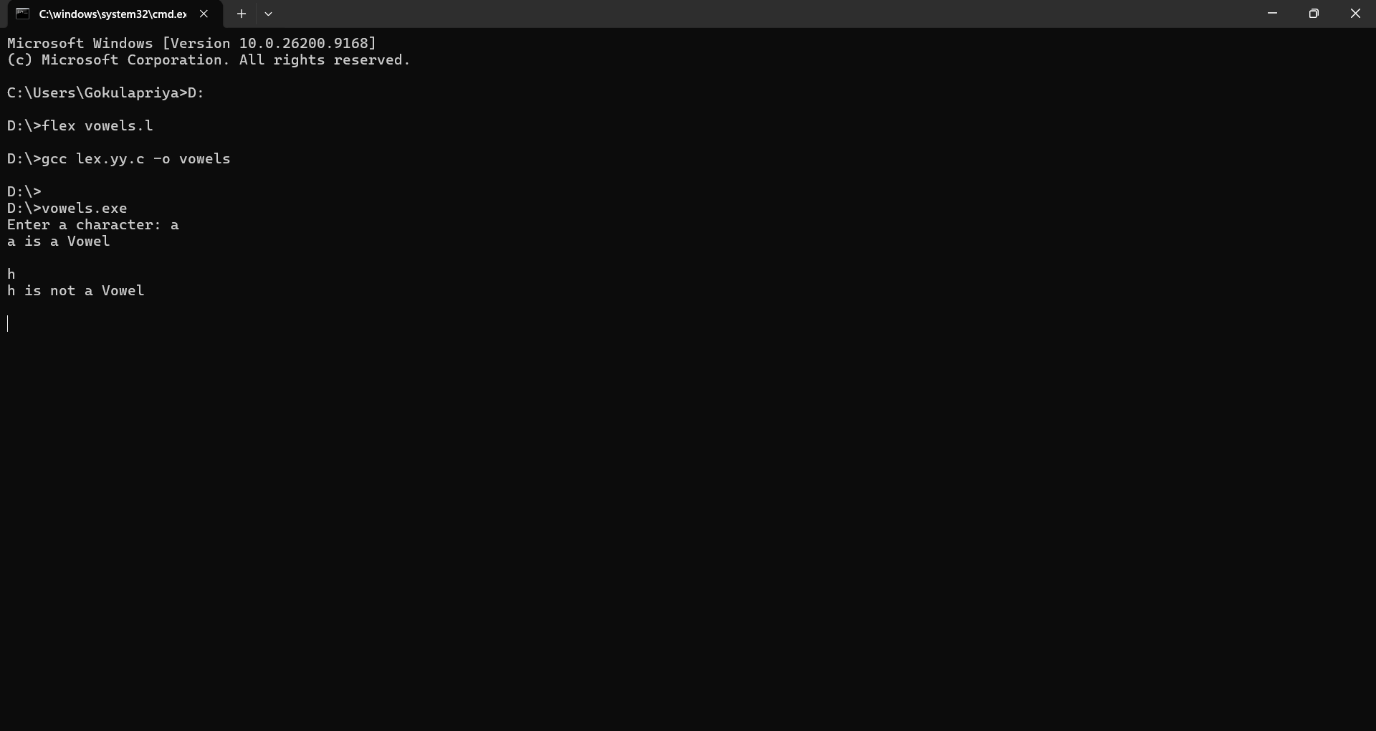 C:\windows\system32\cmd.ex
Microsoft Windows [Version 10.0.26200.9168]
(c) Microsoft Corporation. All rights reserved.
C:\Users\Gokulapriya>D:
D:\>flex vowels.l
D:\>gcc lex.yy.c -o vowels
D:\>
D:\>vowels.exe
Enter a character: a
a is a Vowel
h
h is not a Vowel